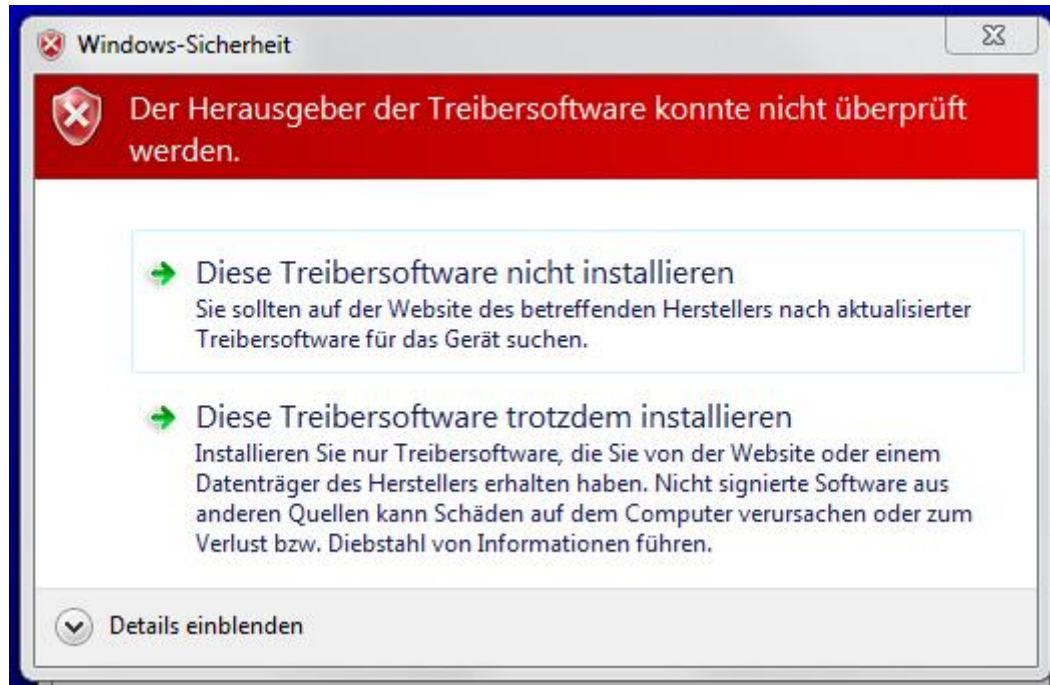 Windows-Sicherheit
Der Herausgeber der Treibersoftware konnte nicht überprüft
werden.
Diese Treibersoftware nicht installieren
Sie sollten auf der Website des betreffenden Herstellers nach aktualisierter
Treibersoftware für das Gerät suchen.
Diese Treibersoftware trotzdem installieren
Installieren Sie nur Treibersoftware, die Sie von der Website oder einem
Datenträger des Herstellers erhalten haben. Nicht signierte Software aus
anderen Quellen kann Schäden auf dem Computer verursachen oder zum
Verlust bzw. Diebstahl von Informationen führen.
Details einblenden